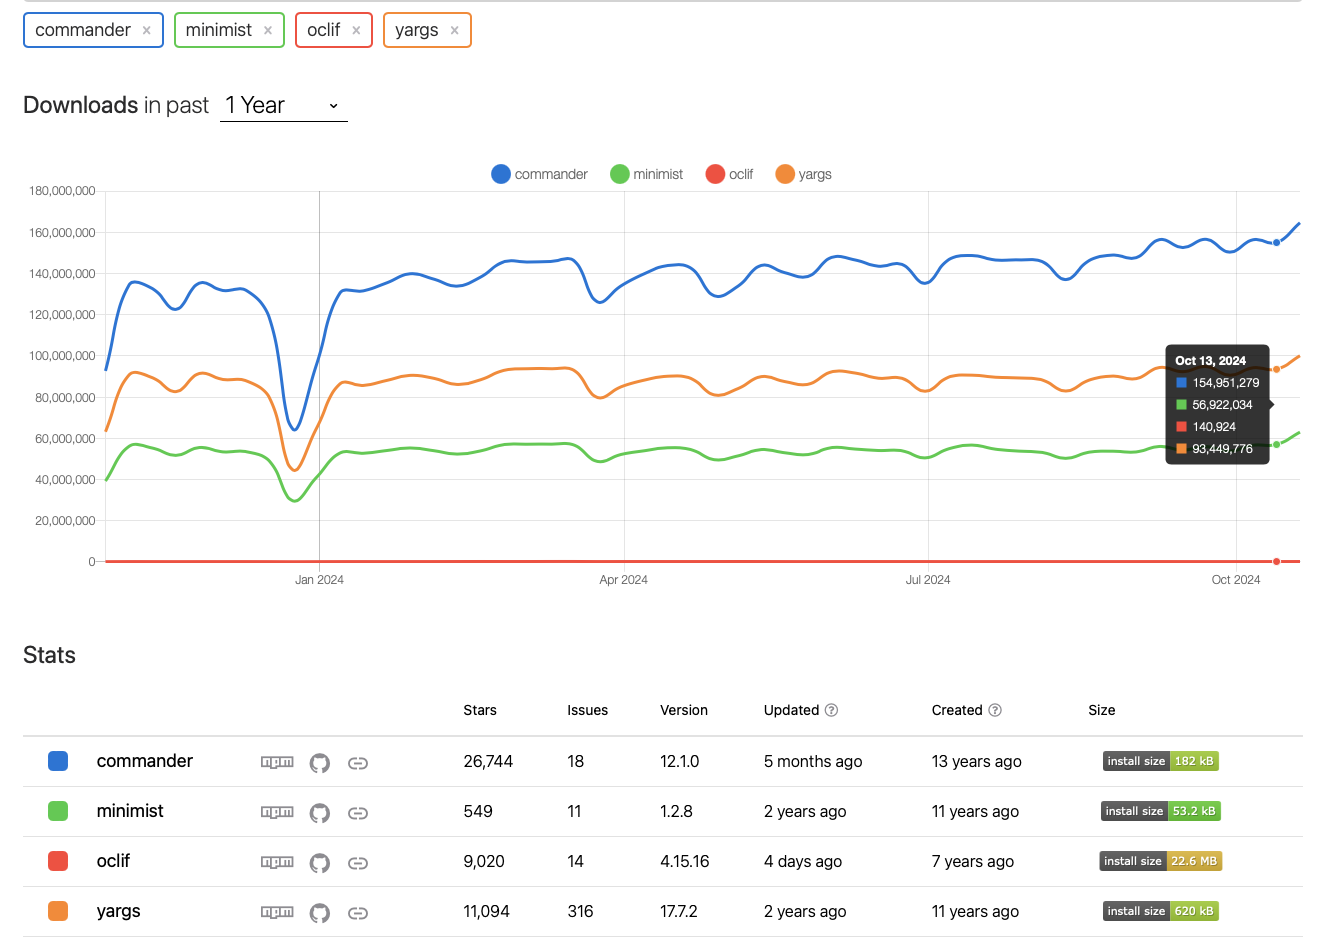 commander × minimist × oclif × yargs ×
Downloads in past 1 Year
commander minimist oclif yargs
180,000,000
160,000,000
140,000,000
120,000,000
100,000,000
80,000,000
60,000,000
40,000,000
20,000,000
0
Oct 13, 2024
154,951,279
56,922,034
140,924
93,449,776
Jan 2024 Apr 2024 Jul 2024 Oct 2024
Stats
Stars Issues Version Updated ? Created ? Size
commander npm 26,744 18 12.1.0 5 months ago 13 years ago install size 182 kB
minimist npm 549 11 1.2.8 2 years ago 11 years ago install size 53.2 kB
oclif npm 9,020 14 4.15.16 4 days ago 7 years ago install size 22.6 MB
yargs npm 11,094 316 17.7.2 2 years ago 11 years ago install size 620 kB